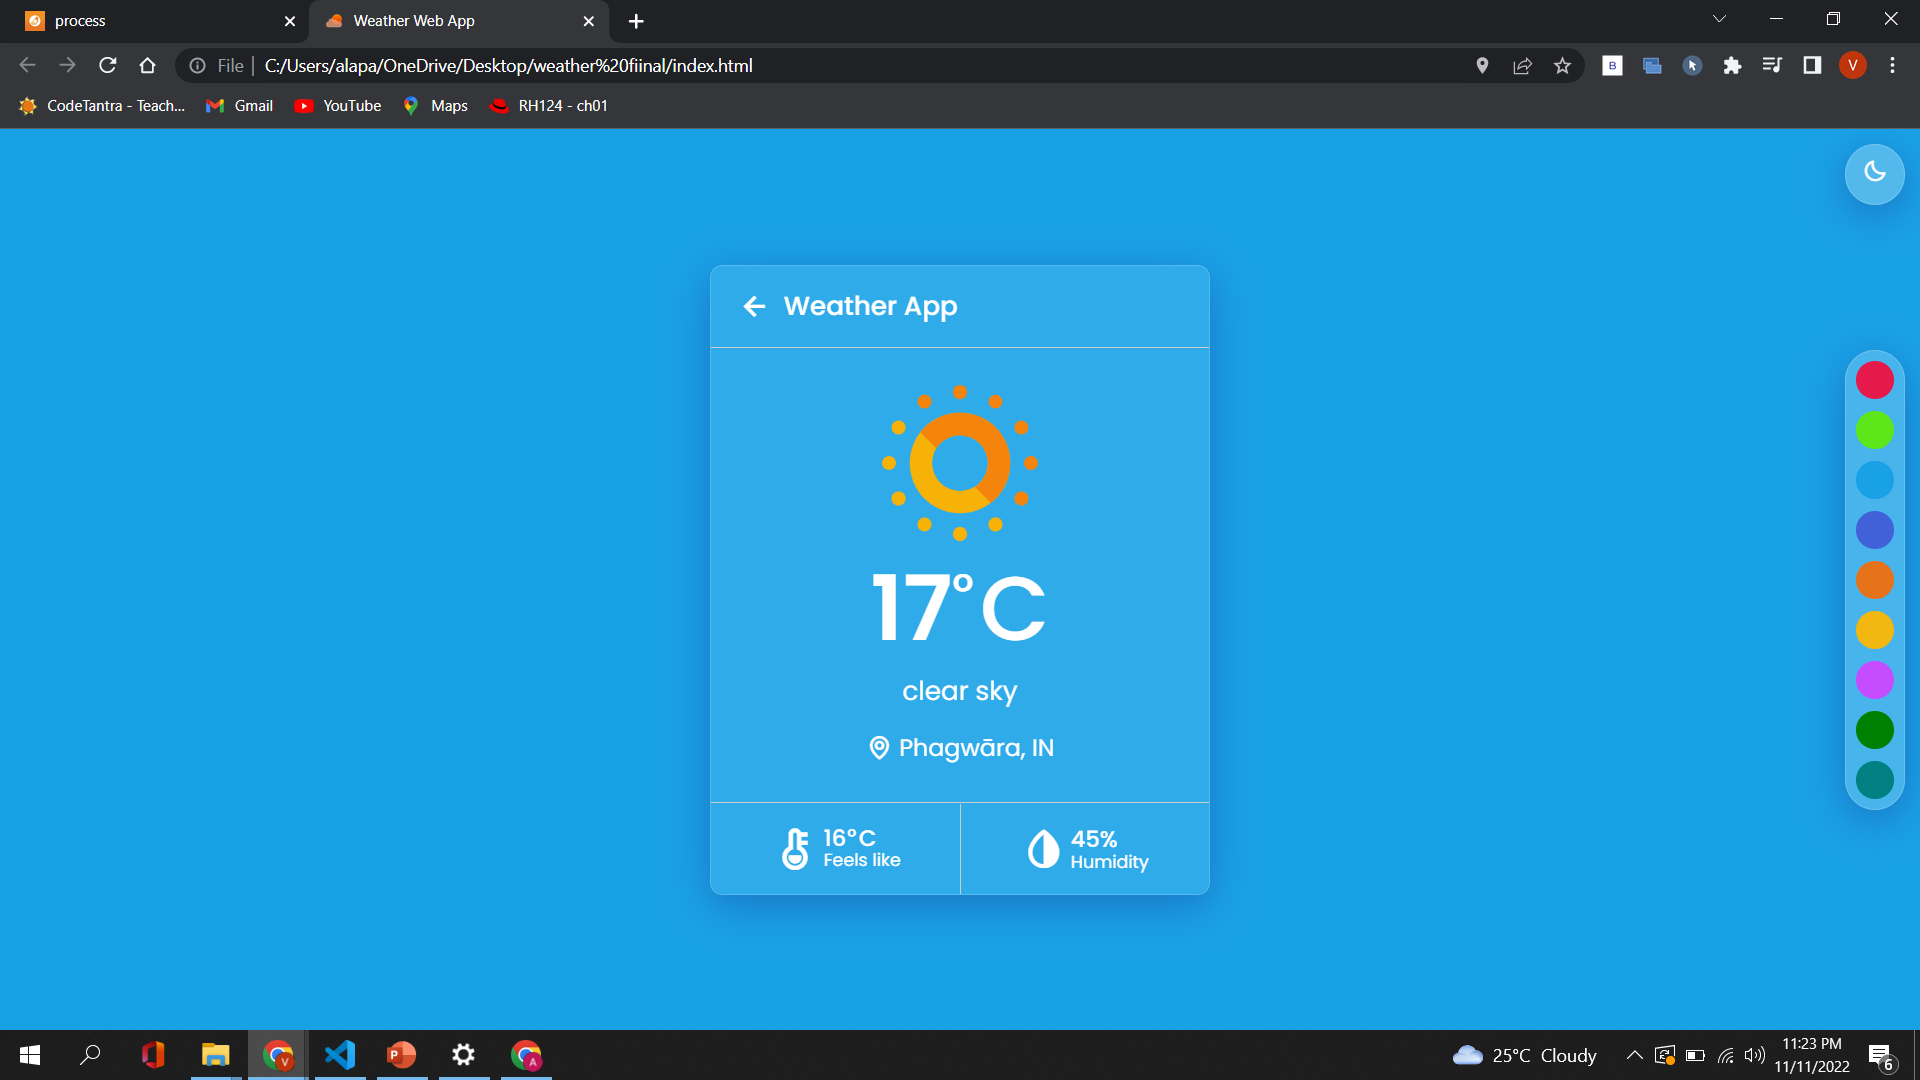 process
Weather Web App
File
C:/Users/alapa/OneDrive/Desktop/weather%20fiinal/index.html
B
V
CodeTantra - Teach...
Gmail
YouTube
Maps
RH124 - ch01
Weather App
17°C
clear sky
Phagwāra, IN
16°C
Feels like
45%
Humidity
V
P
A
25°C Cloudy
11:23 PM
11/11/2022
6